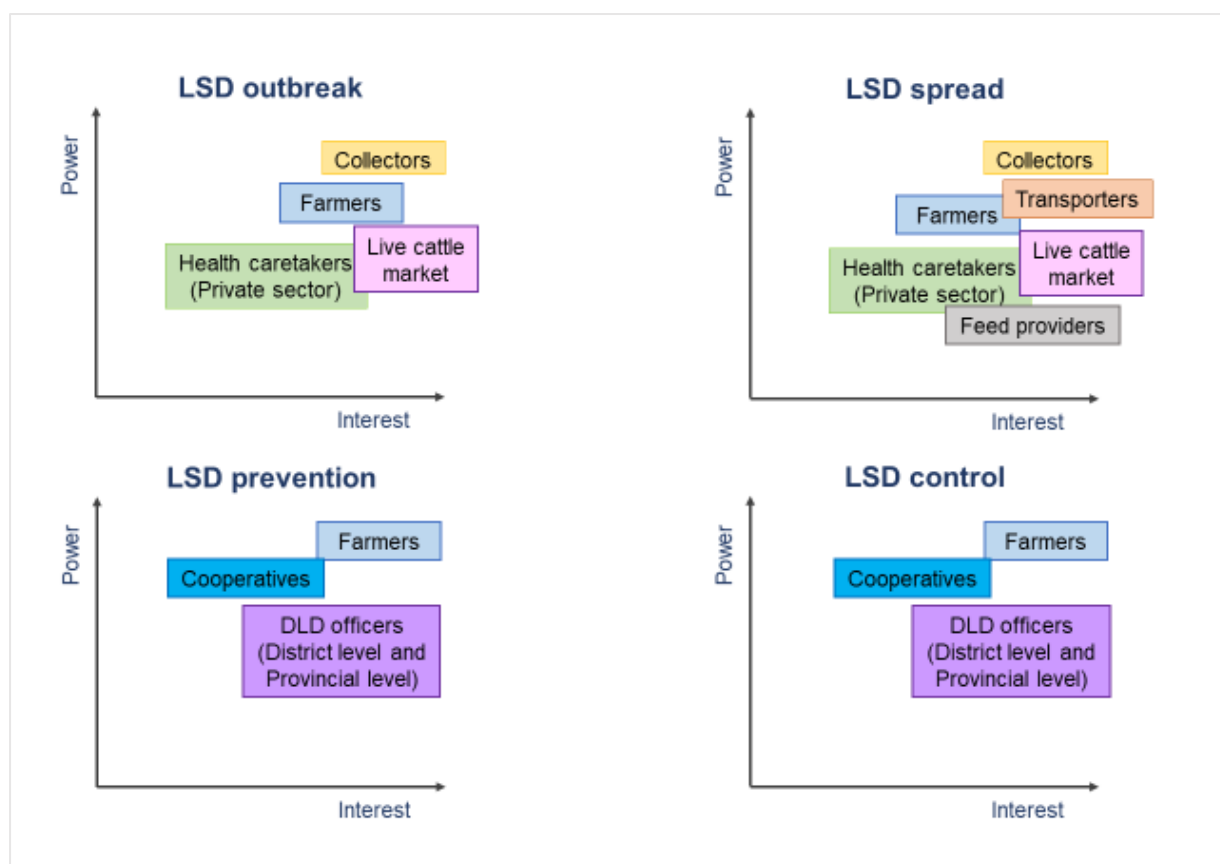 LSD outbreak
Power
Collectors
Farmers
Live cattle
market
Health caretakers
(Private sector)
Interest
LSD spread
Power
Collectors
Transporters
Farmers
Live cattle
market
Health caretakers
(Private sector)
Feed providers
Interest
LSD prevention
Power
Farmers
Cooperatives
DLD officers
(District level and
Provincial level)
Interest
LSD control
Power
Farmers
Cooperatives
DLD officers
(District level and
Provincial level)
Interest